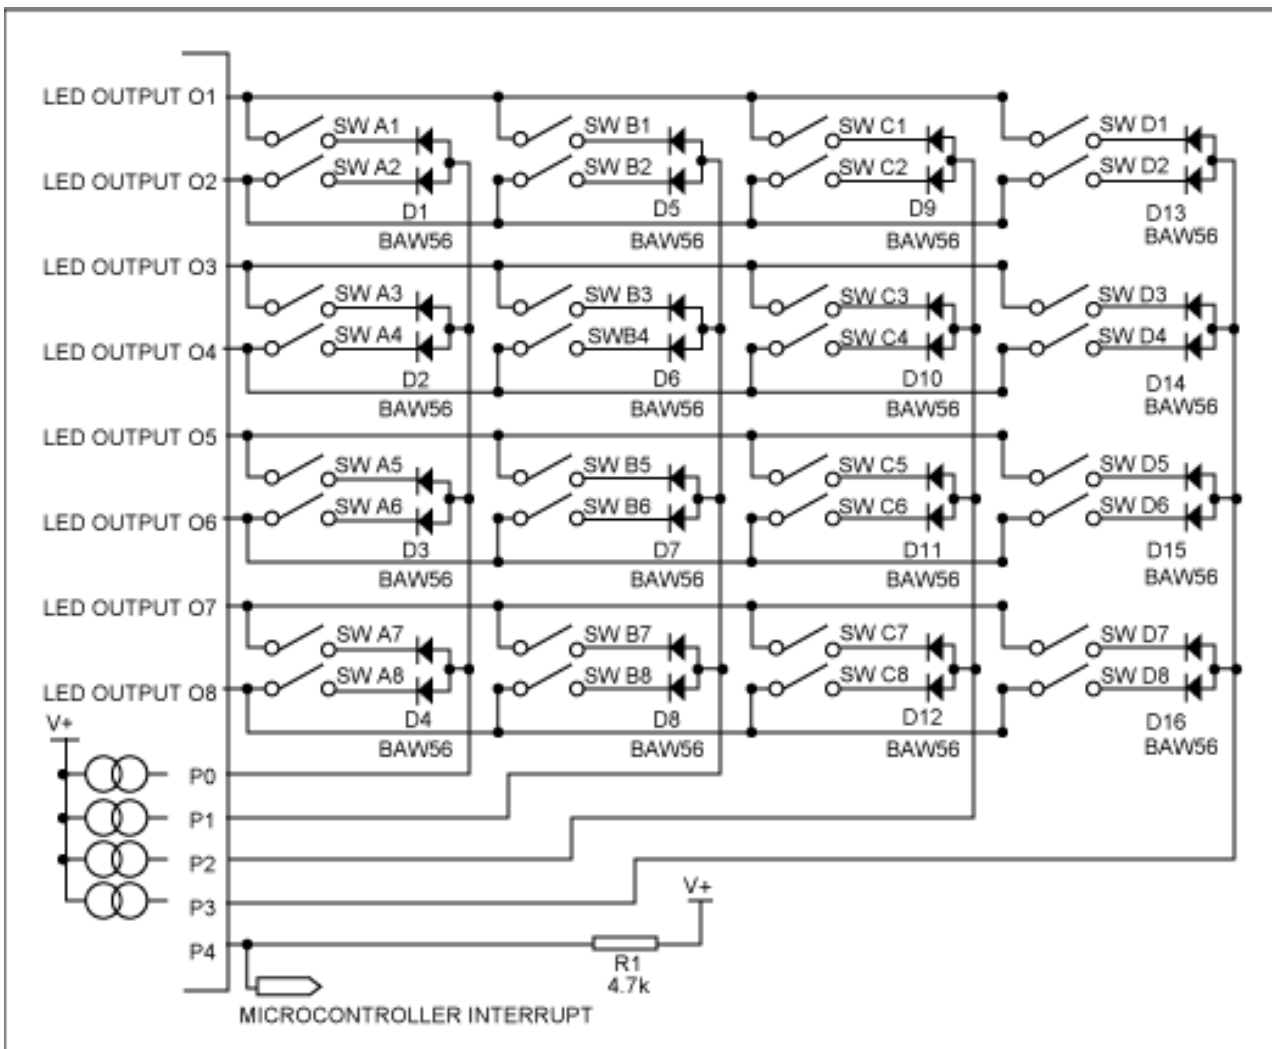 LED OUTPUT O1
SW A1 SW B1 SW C1 SW D1
SW A2 SW B2 SW C2 SW D2
LED OUTPUT O2
D1 D5 D9 D13
BAW56 BAW56 BAW56 BAW56
LED OUTPUT O3
SW A3 SW B3 SW C3 SW D3
SW A4 SWB4 SW C4 SW D4
LED OUTPUT O4
D2 D6 D10 D14
BAW56 BAW56 BAW56 BAW56
LED OUTPUT O5
SW A5 SW B5 SW C5 SW D5
SW A6 SW B6 SW C6 SW D6
LED OUTPUT O6
D3 D7 D11 D15
BAW56 BAW56 BAW56 BAW56
LED OUTPUT O7
SW A7 SW B7 SW C7 SW D7
SW A8 SW B8 SW C8 SW D8
LED OUTPUT O8
D4 D8 D12 D16
V+
BAW56 BAW56 BAW56 BAW56
P0
P1
P2
V+
P3
P4
R1
4.7k
MICROCONTROLLER INTERRUPT